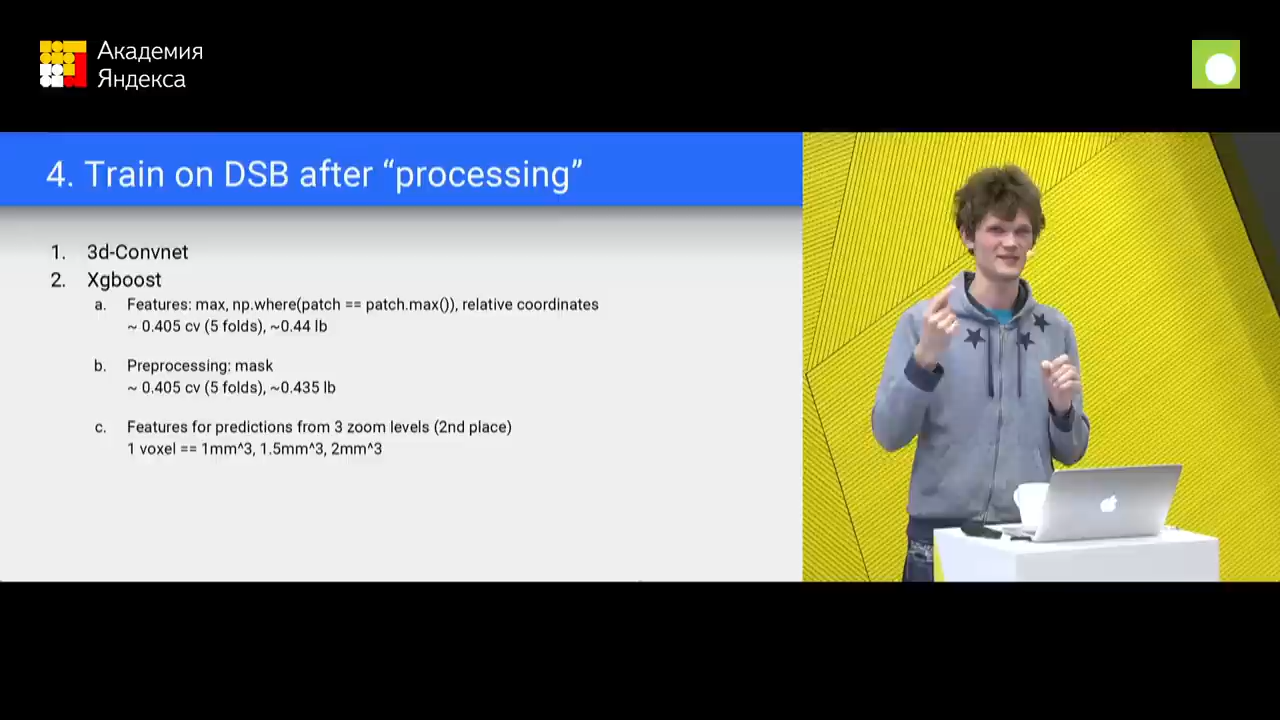 Академия
Яндекса
4. Train on DSB after “processing”
1. 3d-Convnet
2. Xgboost
a. Features: max, np.where(patch == patch.max()), relative coordinates
~ 0.405 cv (5 folds), ~0.44 lb
b. Preprocessing: mask
~ 0.405 cv (5 folds), ~0.435 lb
c. Features for predictions from 3 zoom levels (2nd place)
1 voxel == 1mm^3, 1.5mm^3, 2mm^3